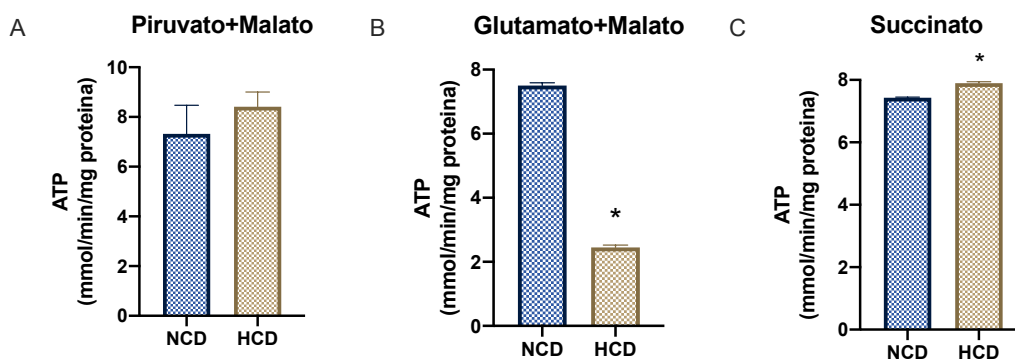 A
Piruvato+Malato
ATP
(mmol/min/mg proteina)
10
8
6
4
2
0
NCD
HCD
B
Glutamato+Malato
ATP
(mmol/min/mg proteina)
8
6
4
2
0
*
NCD
HCD
C
Succinato
ATP
(mmol/min/mg proteina)
8
6
4
2
0
*
NCD
HCD